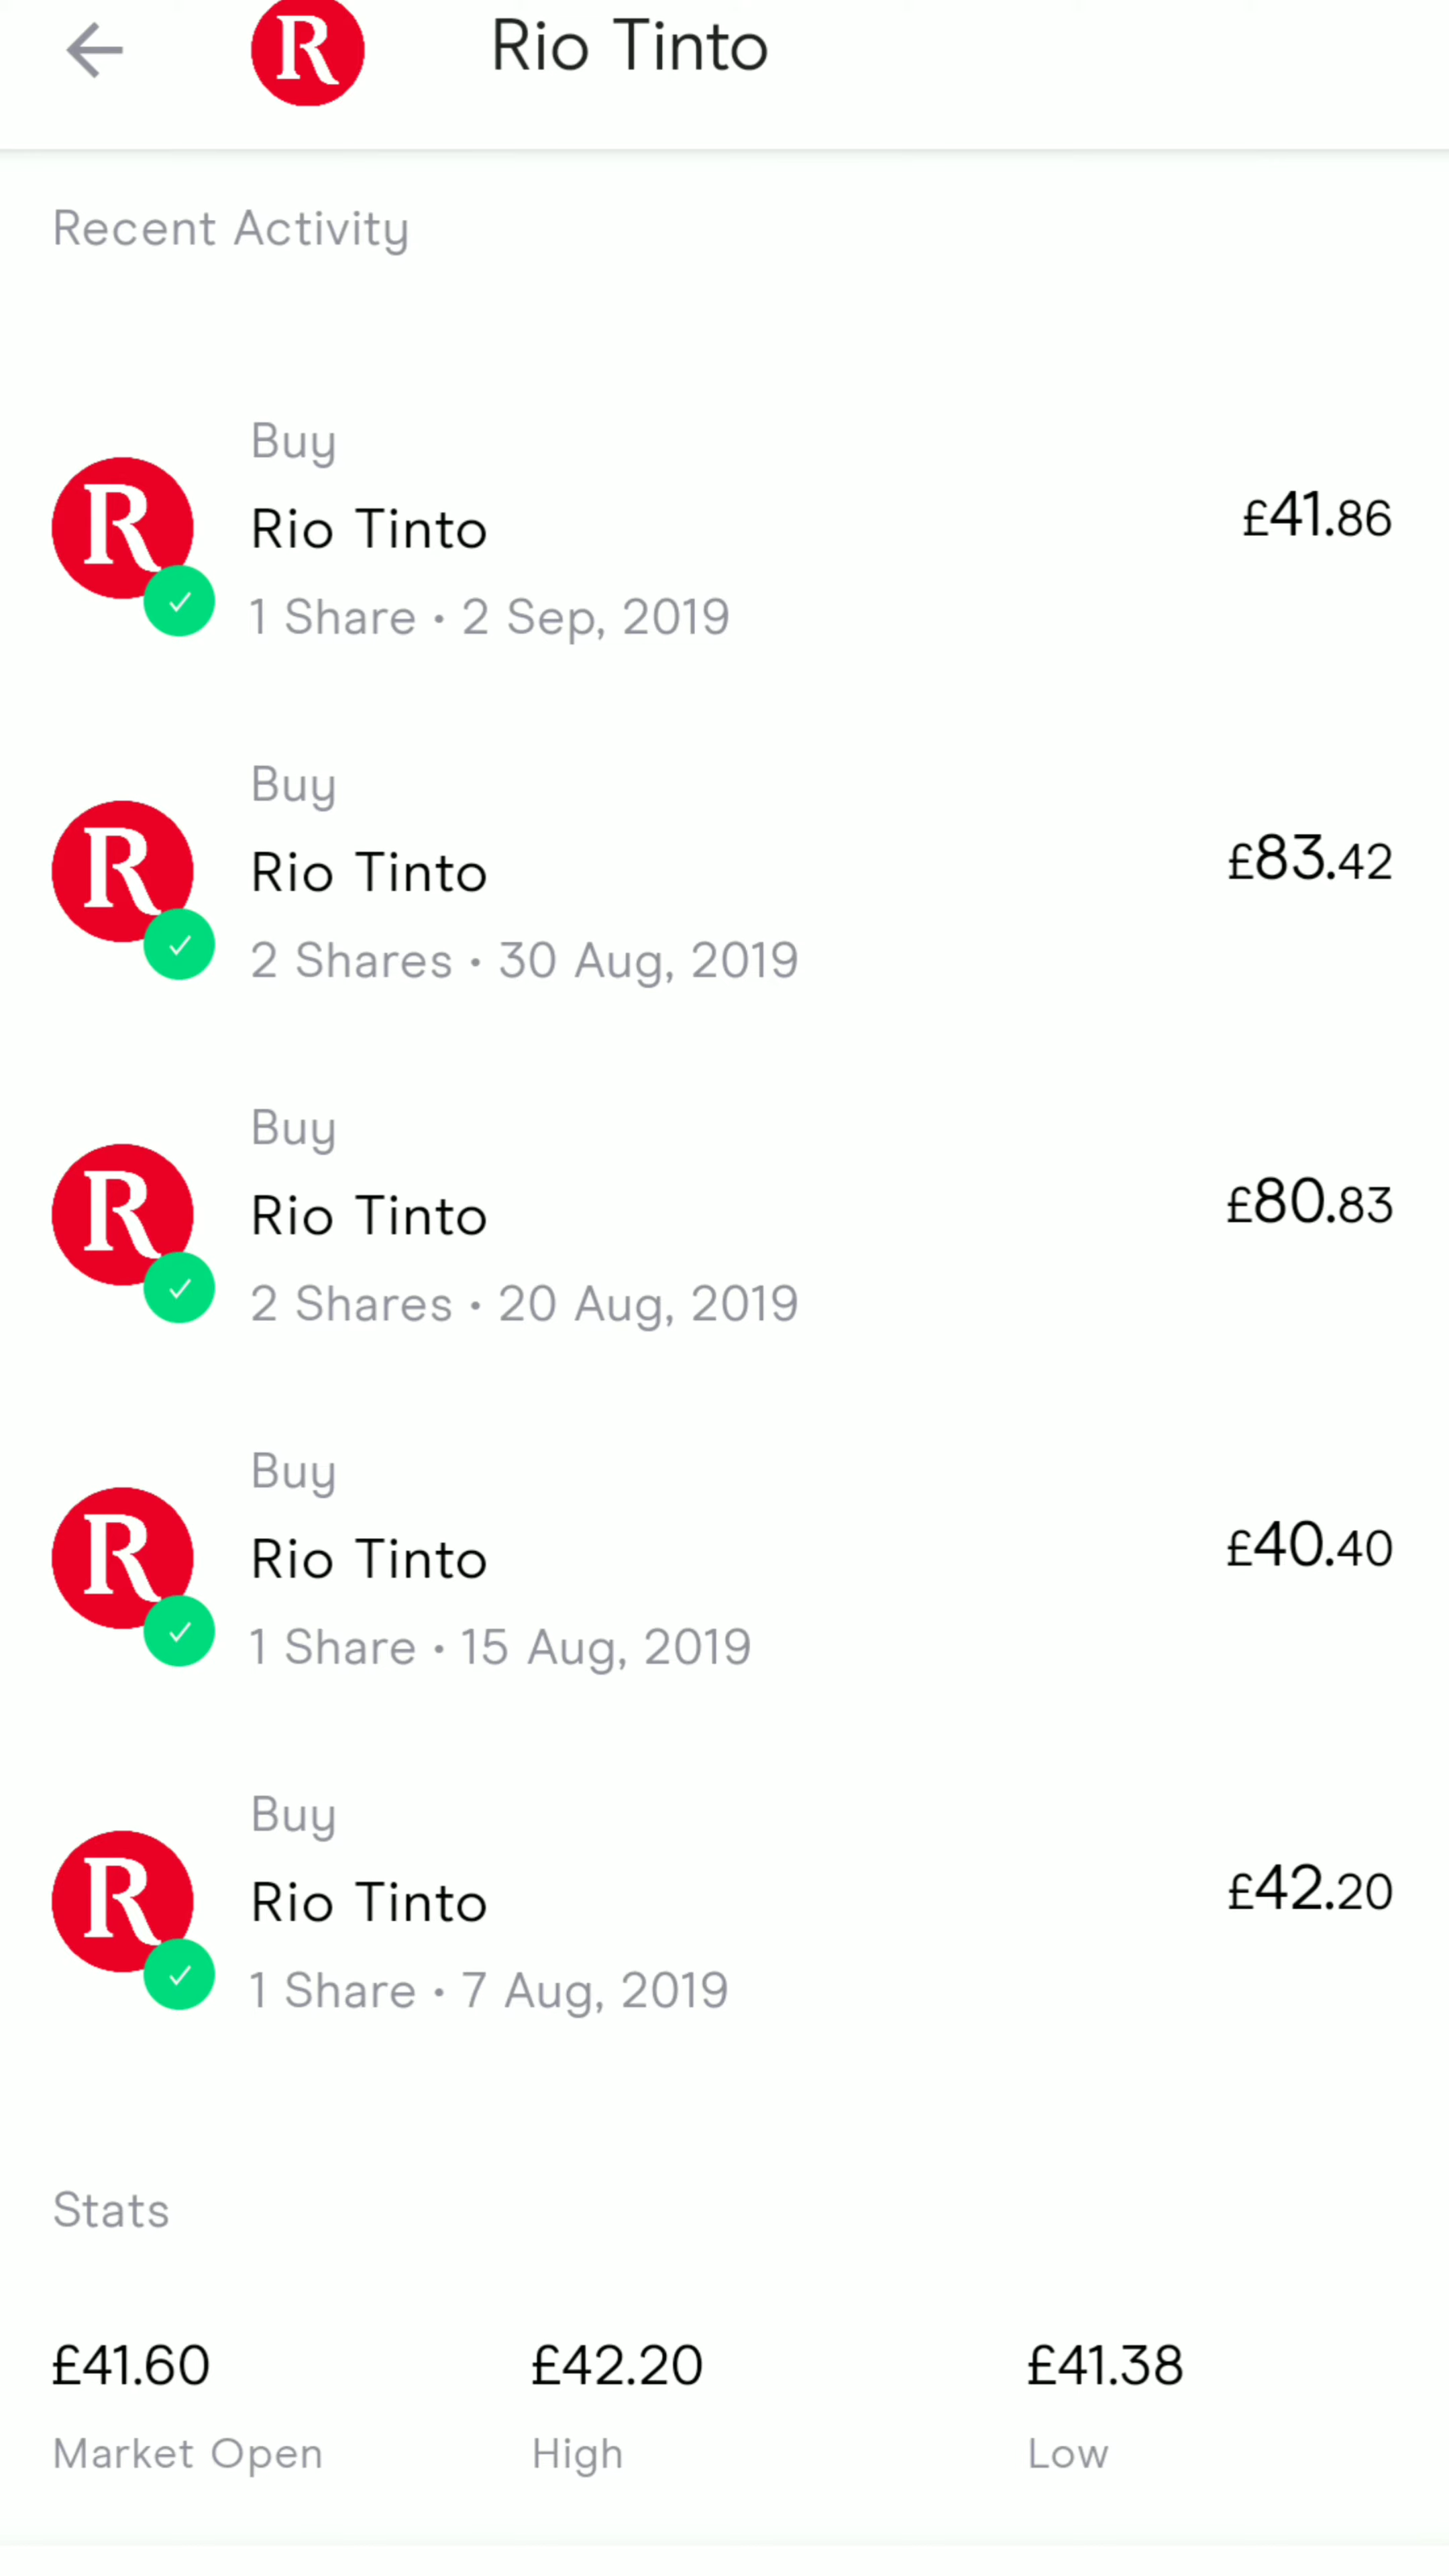 R Rio Tinto
Recent Activity
Buy
R Rio Tinto £41.86
1 Share • 2 Sep, 2019
Buy
R Rio Tinto £83.42
2 Shares • 30 Aug, 2019
Buy
R Rio Tinto £80.83
2 Shares • 20 Aug, 2019
Buy
R Rio Tinto £40.40
1 Share • 15 Aug, 2019
Buy
R Rio Tinto £42.20
1 Share • 7 Aug, 2019
Stats
£41.60 £42.20 £41.38
Market Open High Low